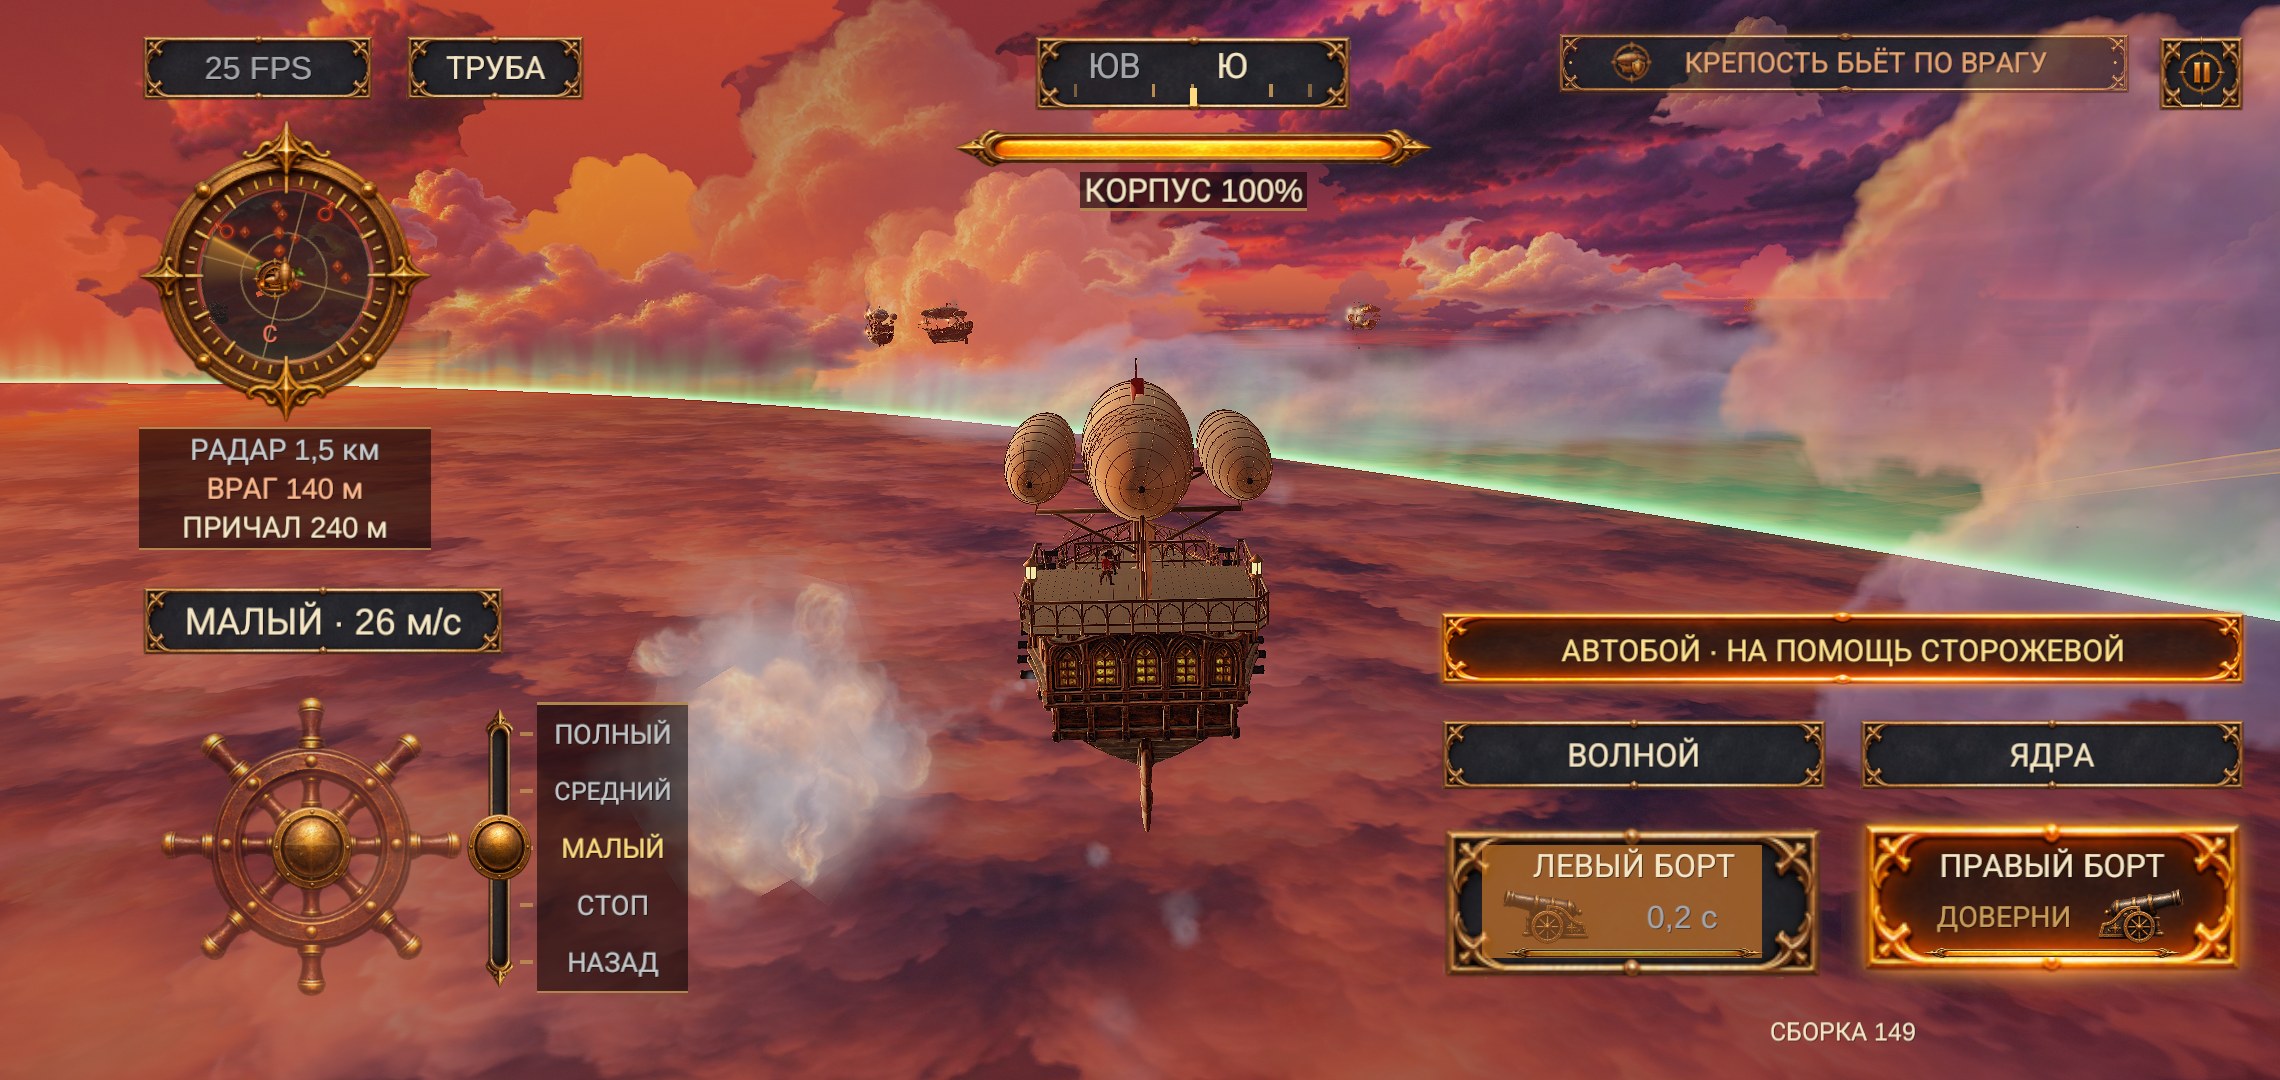 25 FPS
ТРУБА
ЮВ Ю
КРЕПОСТЬ БЬЁТ ПО ВРАГУ
КОРПУС 100%
С
РАДАР 1,5 км
ВРАГ 140 м
ПРИЧАЛ 240 м
МАЛЫЙ · 26 м/с
ПОЛНЫЙ
СРЕДНИЙ
МАЛЫЙ
СТОП
НАЗАД
АВТОБОЙ · НА ПОМОЩЬ СТОРОЖЕВОЙ
ВОЛНОЙ
ЯДРА
ЛЕВЫЙ БОРТ
0,2 с
ПРАВЫЙ БОРТ
ДОВЕРНИ
СБОРКА 149